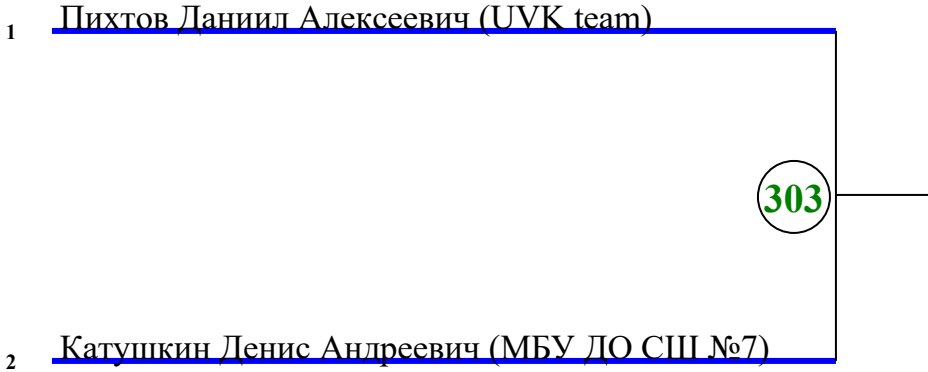 1 Пихтов Даниил Алексеевич (UVK team)
303
2 Катушкин Денис Андреевич (МБУ ДО СШ №7)